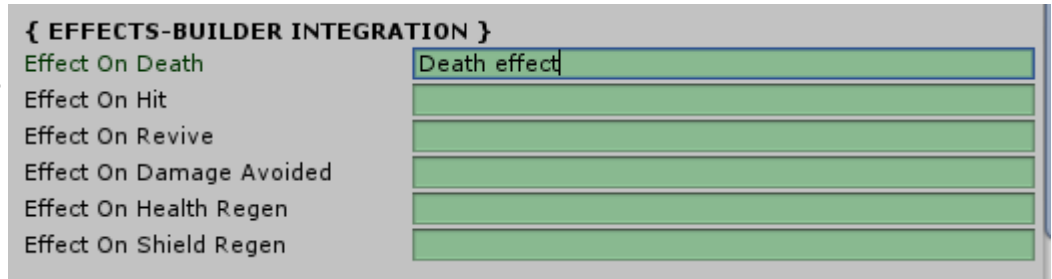 { EFFECTS-BUILDER INTEGRATION }
Effect On Death Death effect
Effect On Hit
Effect On Revive
Effect On Damage Avoided
Effect On Health Regen
Effect On Shield Regen